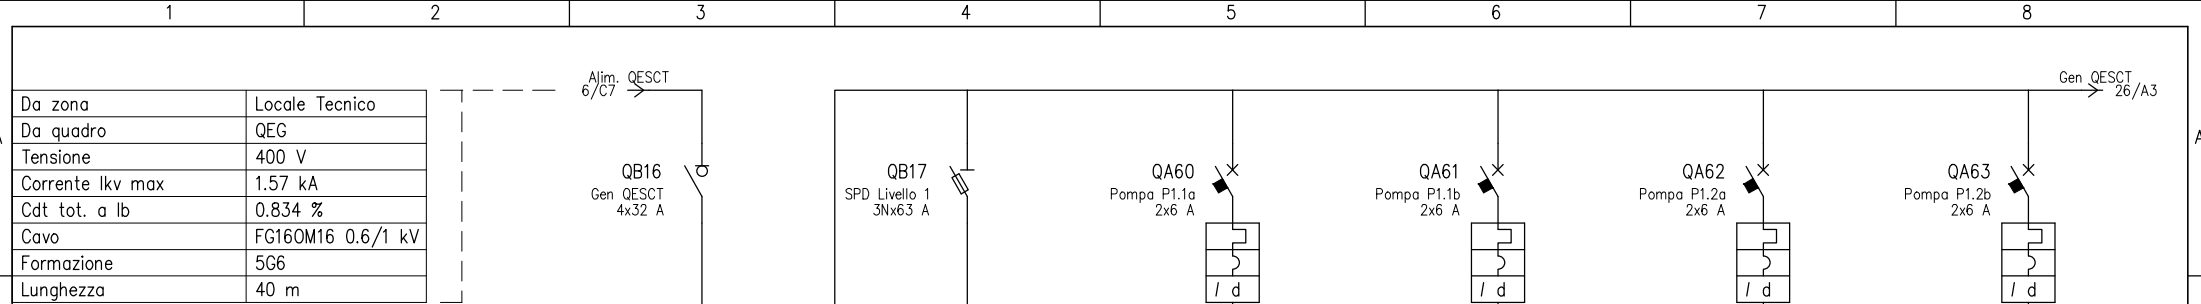 1 2 3 4 5 6 7 8
Alim. QESCT
6/C7
Gen QESCT
26/A3
Da zona Locale Tecnico
Da quadro QEG
Tensione 400 V
Corrente Ikv max 1.57 kA
Cdt tot. a Ib 0.834 %
Cavo FG16OM16 0.6/1 kV
Formazione 5G6
Lunghezza 40 m
QB16
Gen QESCT
4x32 A
QB17
SPD Livello 1
3Nx63 A
QA60
Pompa P1.1a
2x6 A
I d
QA61
Pompa P1.1b
2x6 A
I d
QA62
Pompa P1.2a
2x6 A
I d
QA63
Pompa P1.2b
2x6 A
I d